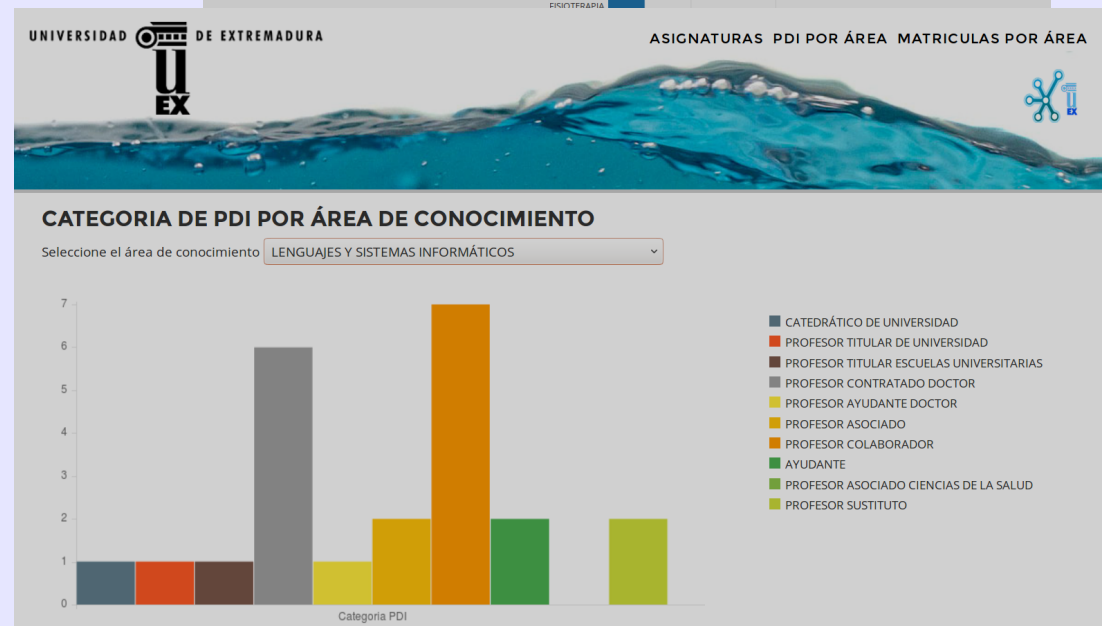 FISIOTERAPIA
UNIVERSIDAD DE EXTREMADURA
UEX
ASIGNATURAS PDI POR ÁREA MATRICULAS POR ÁREA
EX
CATEGORIA DE PDI POR ÁREA DE CONOCIMIENTO
Seleccione el área de conocimiento LENGUAJES Y SISTEMAS INFORMÁTICOS
7
6
5
4
3
2
1
0
Categoria PDI
CATEDRÁTICO DE UNIVERSIDAD
PROFESOR TITULAR DE UNIVERSIDAD
PROFESOR TITULAR ESCUELAS UNIVERSITARIAS
PROFESOR CONTRATADO DOCTOR
PROFESOR AYUDANTE DOCTOR
PROFESOR ASOCIADO
PROFESOR COLABORADOR
AYUDANTE
PROFESOR ASOCIADO CIENCIAS DE LA SALUD
PROFESOR SUSTITUTO